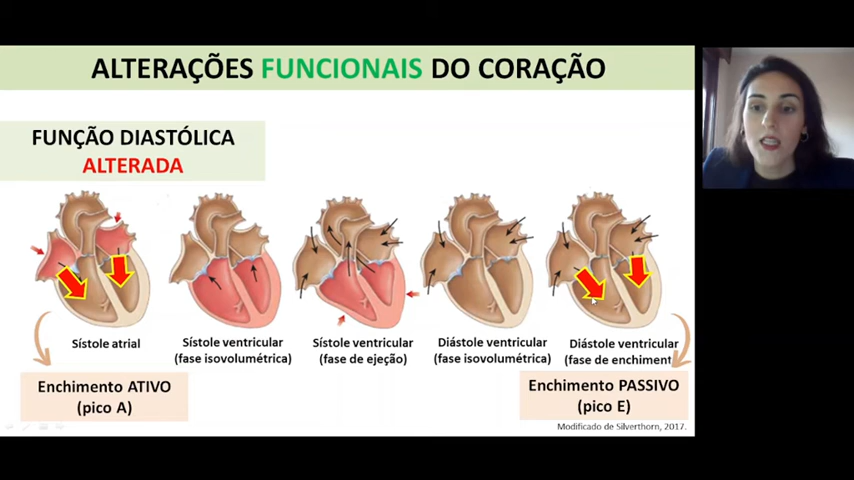 ALTERAÇÕES FUNCIONAIS DO CORAÇÃO
FUNÇÃO DIASTÓLICA
ALTERADA
Sístole atrial
Sístole ventricular
(fase isovolumétrica)
Sístole ventricular
(fase de ejeção)
Diástole ventricular
(fase isovolumétrica)
Diástole ventricular
(fase de enchiment
Enchimento ATIVO
(pico A)
Enchimento PASSIVO
(pico E)
Modificado de Silverthorn, 2017.